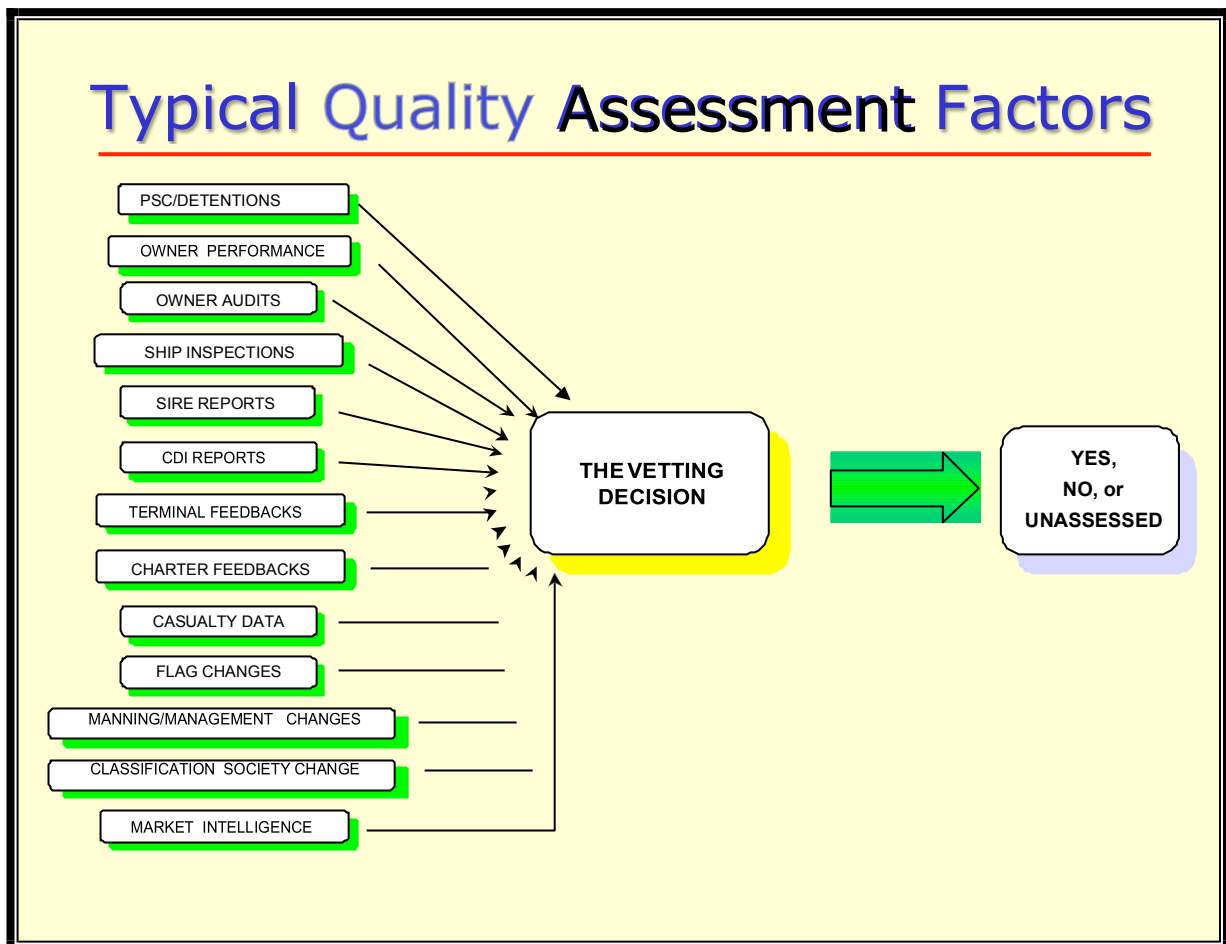 Typical Quality Assessment Factors
PSC/DETENTIONS
OWNER PERFORMANCE
OWNER AUDITS
SHIP INSPECTIONS
SIRE REPORTS
CDI REPORTS
TERMINAL FEEDBACKS
CHARTER FEEDBACKS
CASUALTY DATA
FLAG CHANGES
MANNING/MANAGEMENT CHANGES
CLASSIFICATION SOCIETY CHANGE
MARKET INTELLIGENCE
THE VETTING
DECISION
YES,
NO, or
UNASSESSED